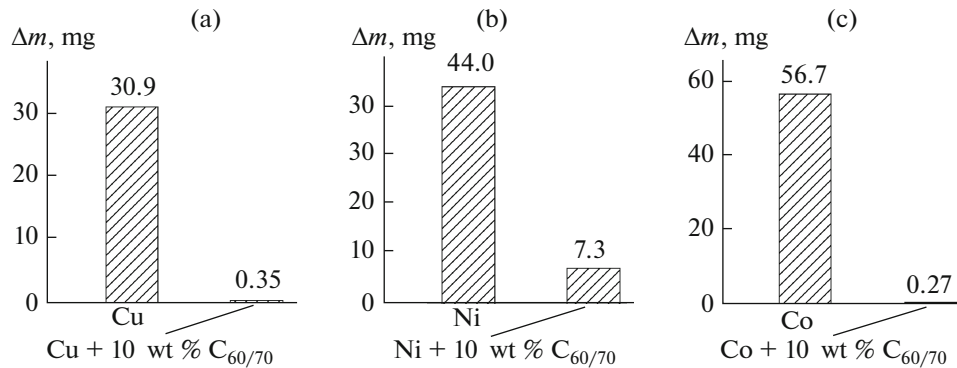 (a)
Δm, mg
30
20
10
0
30.9
0.35
Cu
Cu + 10 wt % C60/70
(b)
Δm, mg
30
30
20
10
0
44.0
7.3
Ni
Ni + 10 wt % C60/70
(c)
Δm, mg
60
40
20
0
56.7
0.27
Co
Co + 10 wt % C60/70